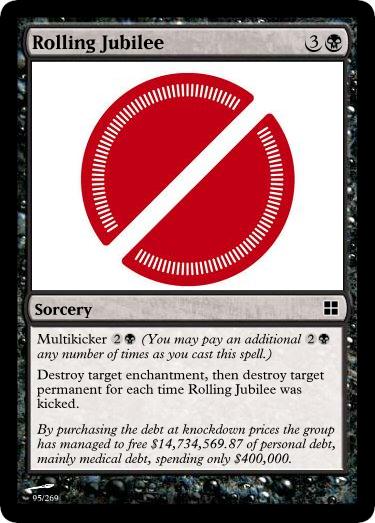 Rolling Jubilee 3
Sorcery
Multikicker 2 (You may pay an additional 2
any number of times as you cast this spell.)
Destroy target enchantment, then destroy target
permanent for each time Rolling Jubilee was
kicked.
By purchasing the debt at knockdown prices the group
has managed to free $14,734,569.87 of personal debt,
mainly medical debt, spending only $400,000.
95/269